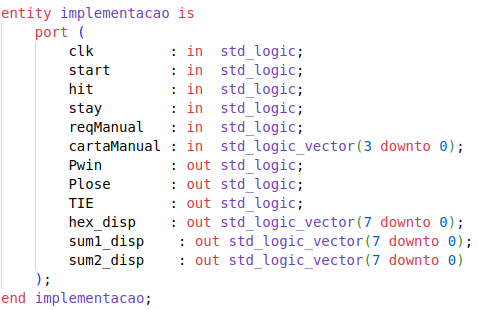 entity implementacao is
    port (
        clk         : in  std_logic;
        start       : in  std_logic;
        hit         : in  std_logic;
        stay        : in  std_logic;
        reqManual   : in  std_logic;
        cartaManual : in  std_logic_vector(3 downto 0);
        Pwin        : out std_logic;
        Plose       : out std_logic;
        TIE         : out std_logic;
        hex_disp    : out std_logic_vector(7 downto 0);
        sum1_disp    : out std_logic_vector(7 downto 0);
        sum2_disp    : out std_logic_vector(7 downto 0)
    );
end implementacao;